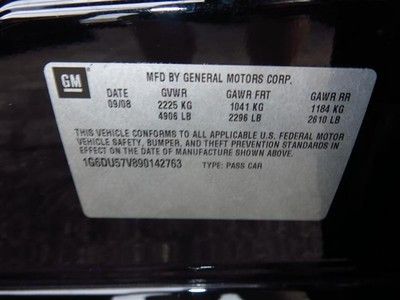 GM
MFD BY GENERAL MOTORS CORP.
DATE GVWR GAWR FRT GAWR RR
09/08 2225 KG 1041 KG 1184 KG
4906 LB 2296 LB 2610 LB
THIS VEHICLE CONFORMS TO ALL APPLICABLE U.S. FEDERAL MOTOR
VEHICLE SAFETY, BUMPER, AND THEFT PREVENTION STANDARDS IN
EFFECT ON THE DATE OF MANUFACTURE SHOWN ABOVE.
1G6DU57V890142763 TYPE: PASS CAR